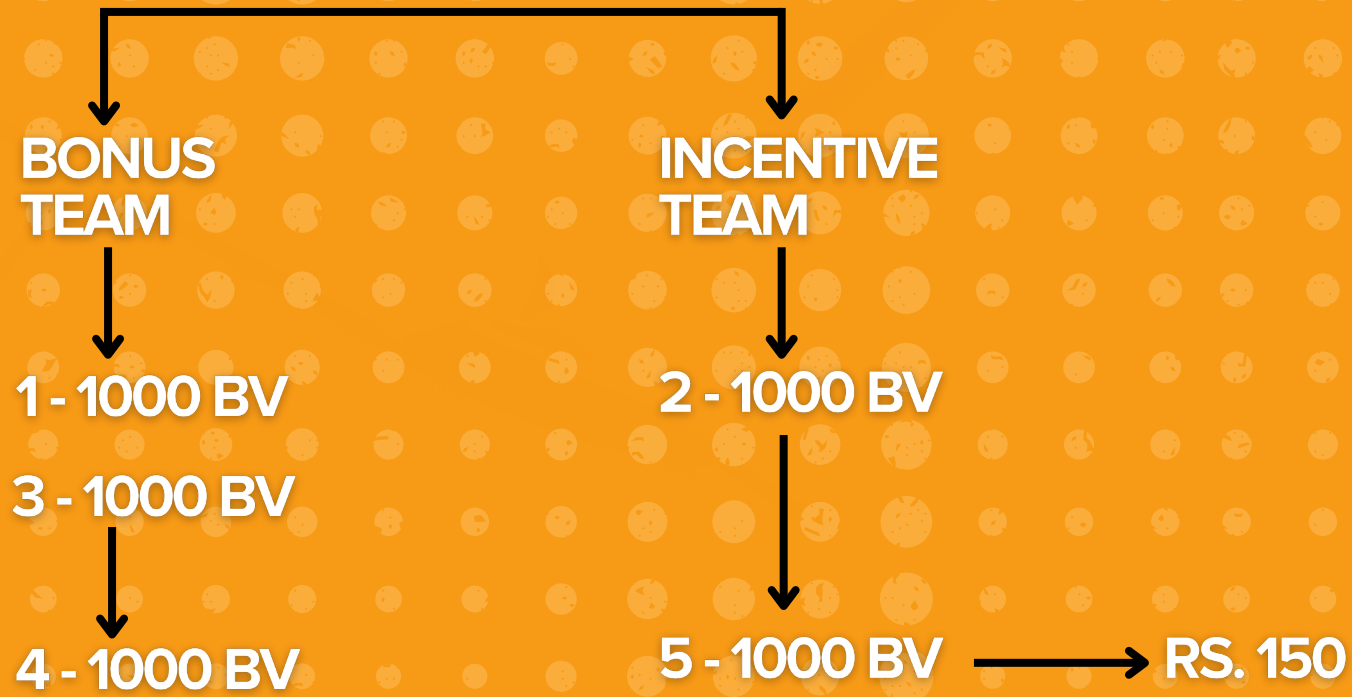 BONUS
TEAM
1 - 1000 BV
3 - 1000 BV
4 - 1000 BV
INCENTIVE
TEAM
2 - 1000 BV
5 - 1000 BV
RS. 150